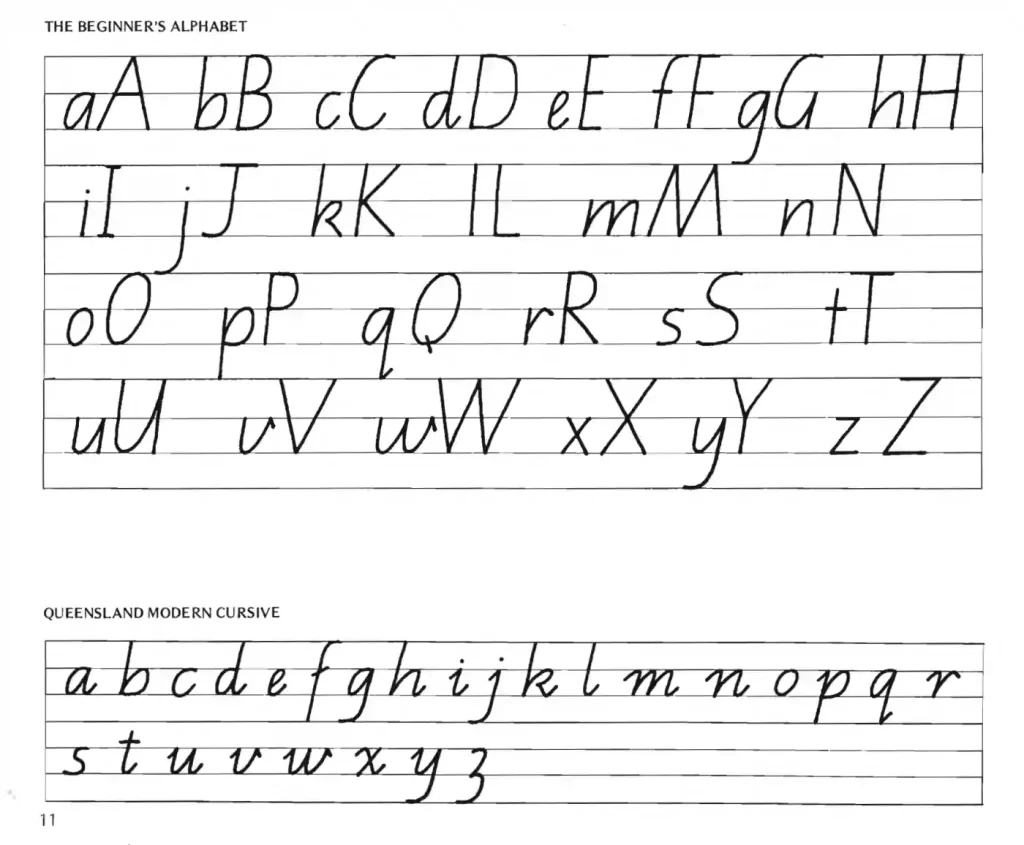 THE BEGINNER'S ALPHABET
aA bB cC dD eE fF gG hH
iI jJ kK lL mM nN
oO pP qQ rR sS tT
uU vV wW xX yY zZ
QUEENSLAND MODERN CURSIVE
a b c d e f g h i j k l m n o p q r
s t u v w x y z
11